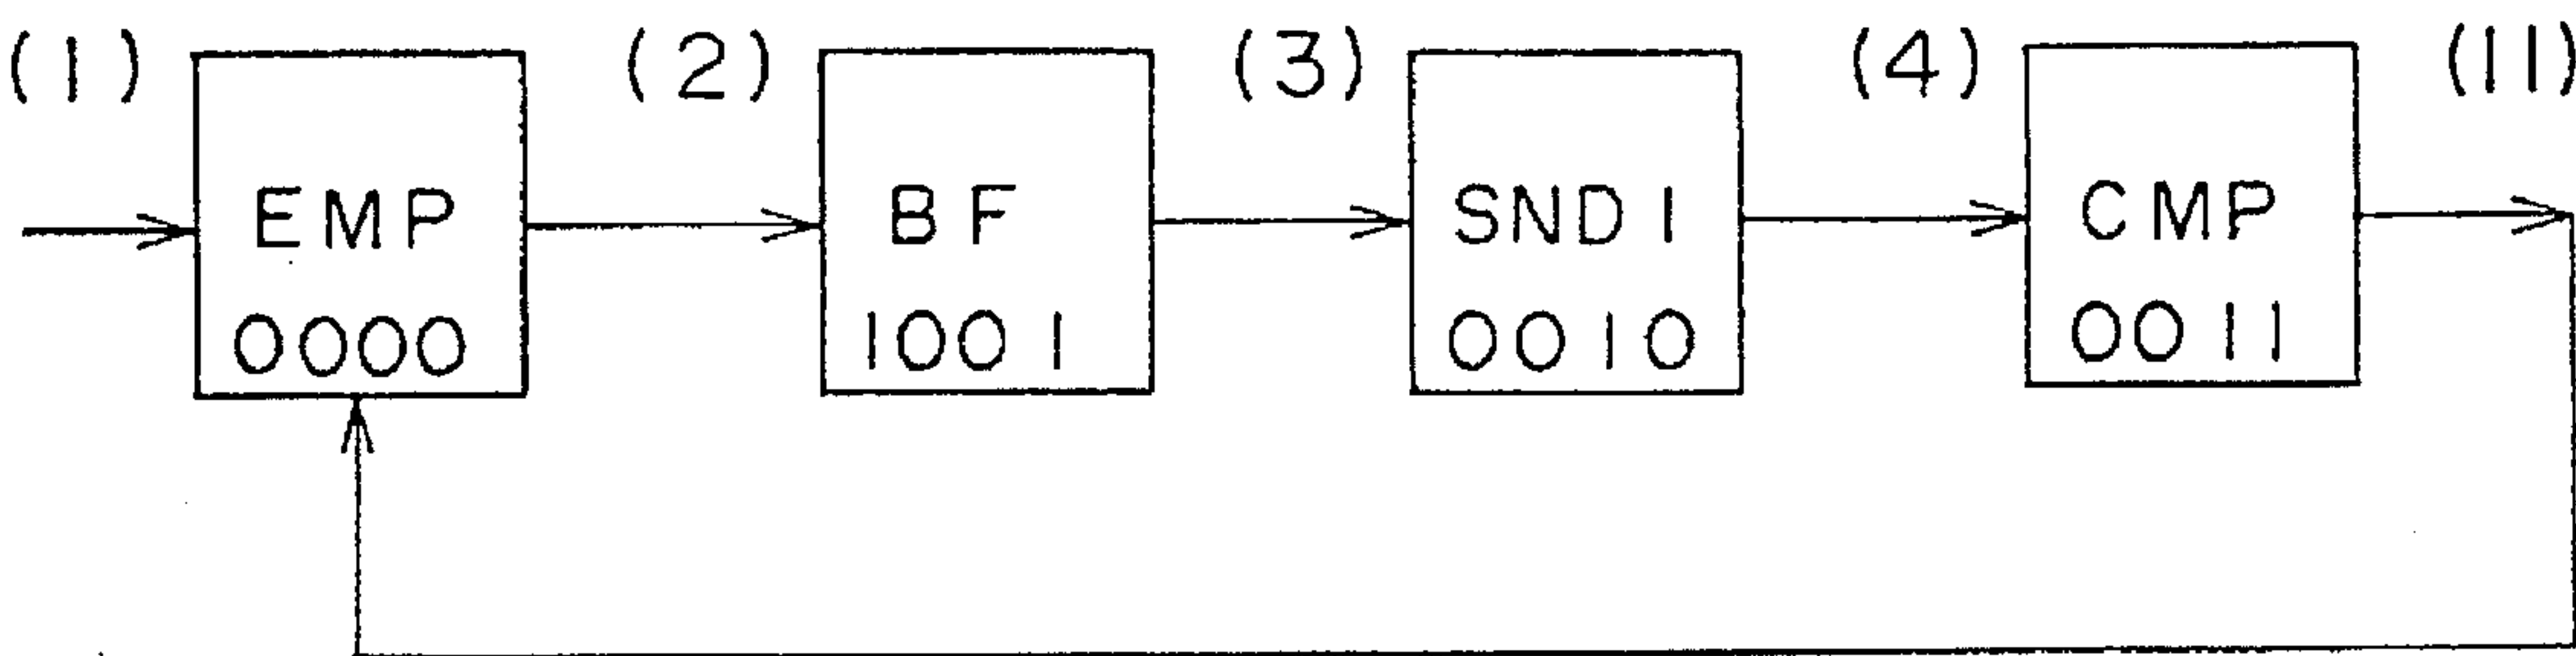 (1) (2) (3) (4) (11)
EMP BF SND1 CMP
0000 1001 0010 0011